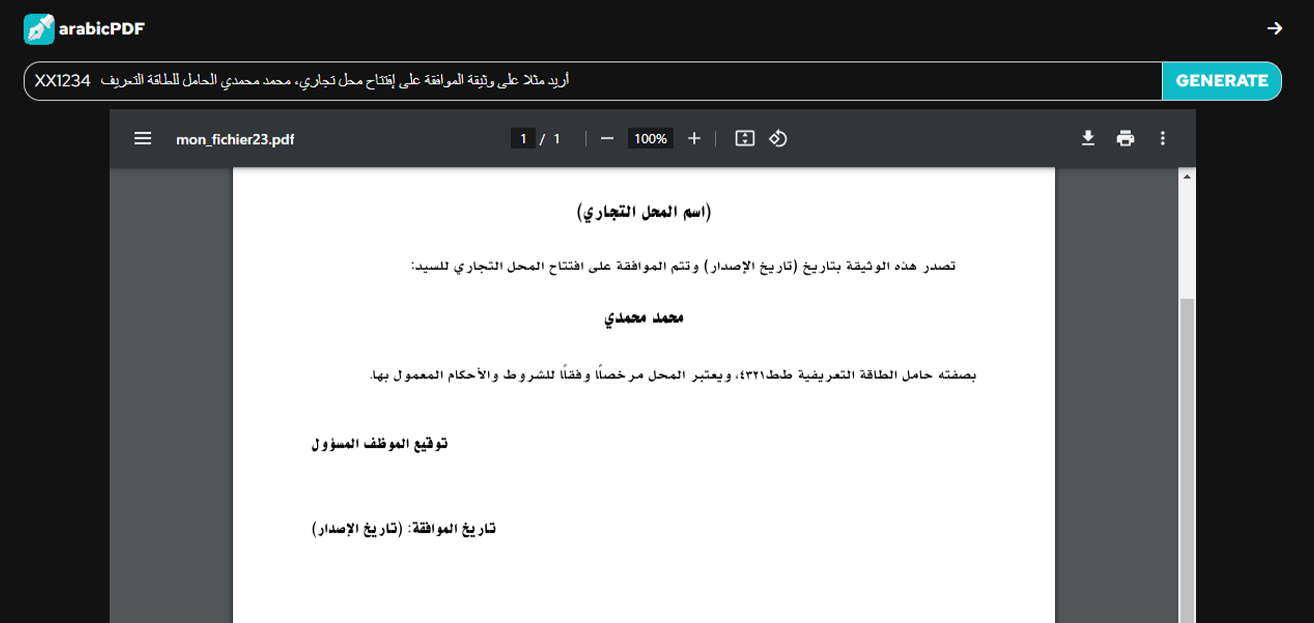 arabicPDF
أريد مثلا على وثيقة الموافقة على إفتتاح محل تجاري، محمد محمدي الحامل للطاقة التعريف XX1234
GENERATE
mon_fichier23.pdf
1 / 1
100%
(اسم المحل التجاري)
تصدر هذه الوثيقة بتاريخ (تاريخ الإصدار) وتتم الموافقة على افتتاح المحل التجاري للسيد:
محمد محمدي
بصفته حامل الطاقة التعريفية طط٤٣٢١، ويعتبر المحل مرخصاًا وفقاًا للشروط والأحكام المعمول بها.
توقيع الموظف المسؤول
تاريخ الموافقة: (تاريخ الإصدار)